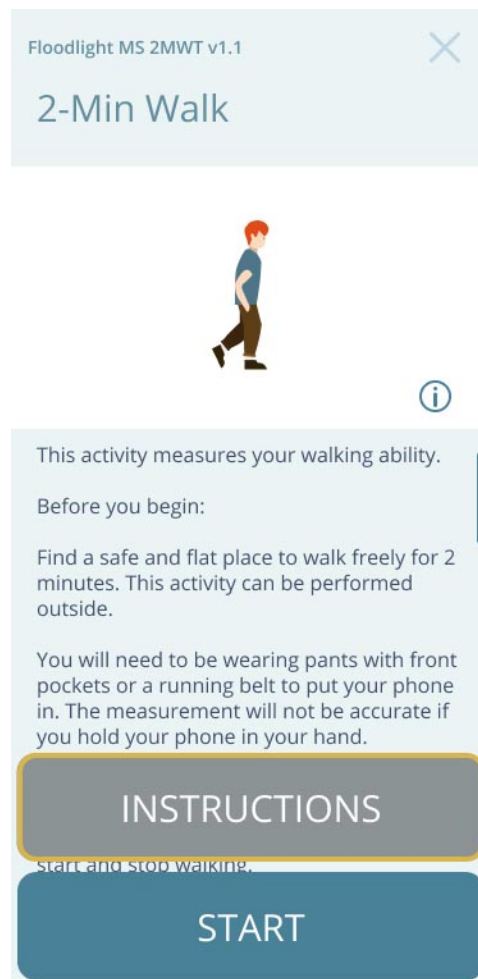 Floodlight MS 2MWT v1.1
2-Min Walk
This activity measures your walking ability.
Before you begin:
Find a safe and flat place to walk freely for 2
minutes. This activity can be performed
outside.
You will need to be wearing pants with front
pockets or a running belt to put your phone
in. The measurement will not be accurate if
you hold your phone in your hand.
INSTRUCTIONS
start and stop walking.
START